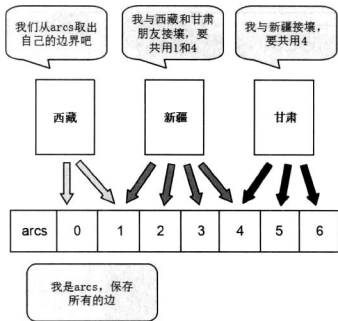 我们从arcs取出
自己的边界吧
我与西藏和甘肃
朋友接壤，要
共用1和4
我与新疆接壤，
要共用4
西藏
新疆
甘肃
arcs 0 1 2 3 4 5 6
我是arcs，保存
所有的边